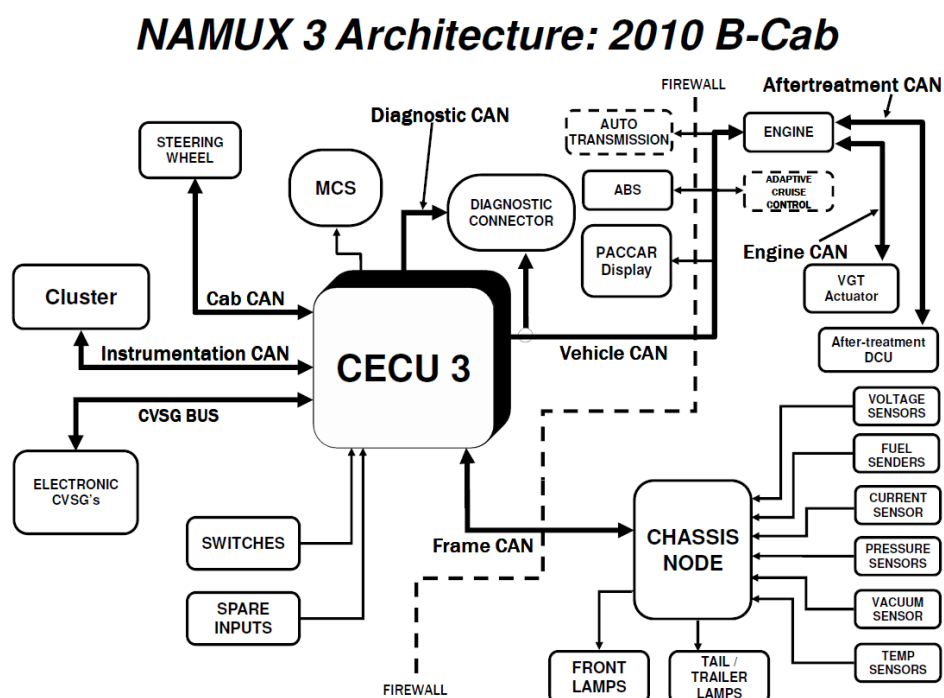 NAMUX 3 Architecture: 2010 B-Cab
FIREWALL
Aftertreatment CAN
Diagnostic CAN
AUTO
TRANSMISSION
ENGINE
STEERING
WHEEL
MCS
DIAGNOSTIC
CONNECTOR
ABS
ADAPTIVE
CRUISE
CONTROL
PACCAR
Display
Engine CAN
VGT
Actuator
Cluster
Cab CAN
Instrumentation CAN
CECU 3
Vehicle CAN
After-treatment
DCU
CVSG BUS
VOLTAGE
SENSORS
ELECTRONIC
CVSG's
FUEL
SENDERS
CURRENT
SENSOR
SWITCHES
Frame CAN
CHASSIS
NODE
PRESSURE
SENSORS
SPARE
INPUTS
VACUUM
SENSOR
FRONT
LAMPS
TAIL /
TRAILER
LAMPS
TEMP
SENSORS
FIREWALL